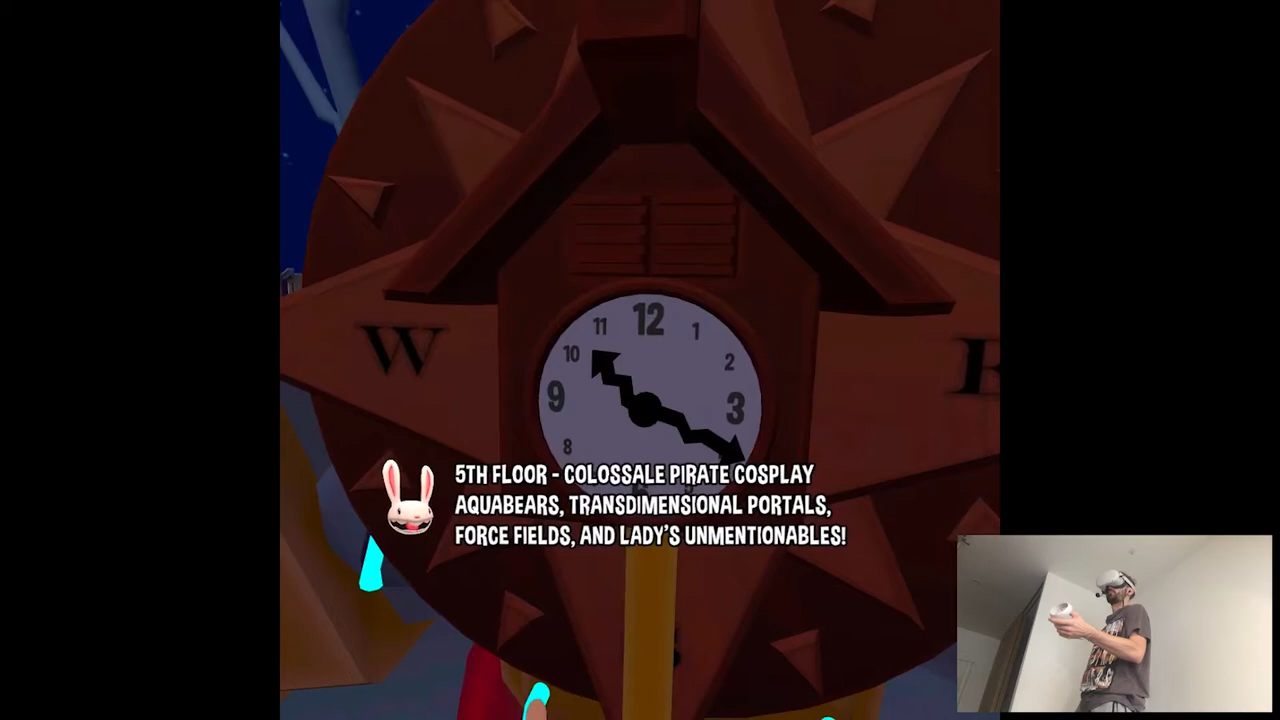 12
11
1
10
2
9
3
8
W
E
5TH FLOOR - COLOSSALE PIRATE COSPLAY
AQUABEARS, TRANSDIMENSIONAL PORTALS,
FORCE FIELDS, AND LADY'S UNMENTIONABLES!
S